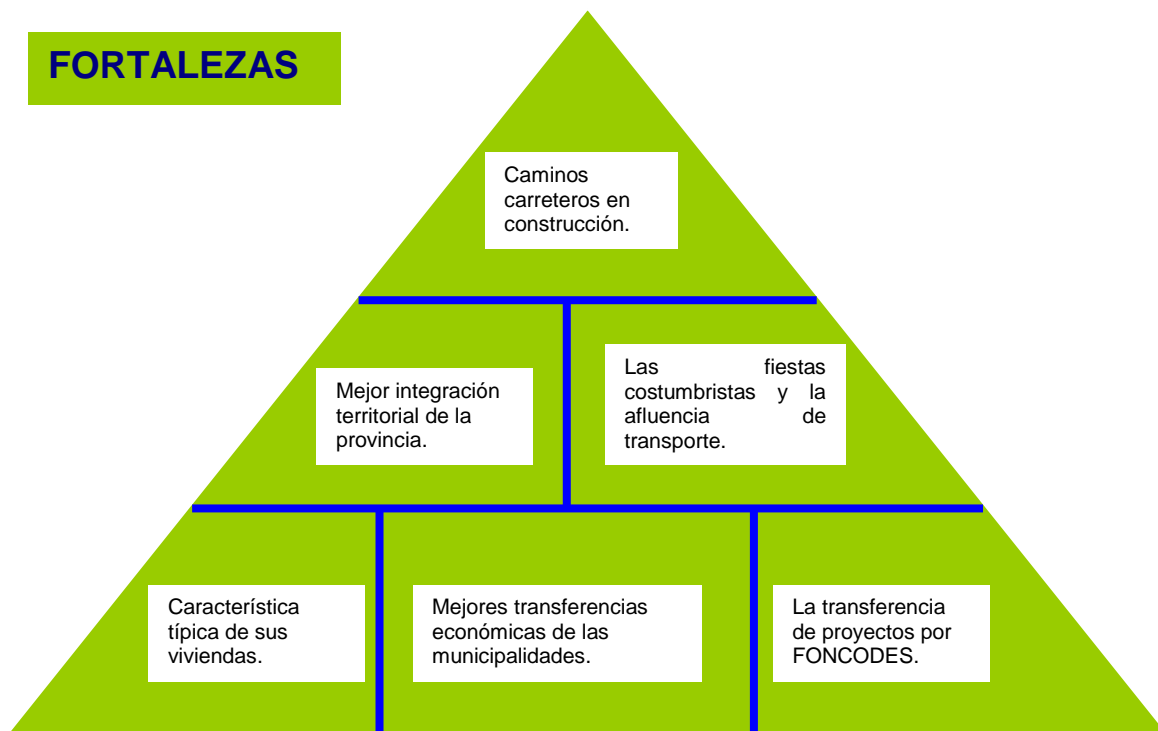 FORTALEZAS
Caminos
carreteros en
construcción.
Mejor integración
territorial de la
provincia.
Las fiestas
costumbristas y la
afluencia de
transporte.
Característica
típica de sus
viviendas.
Mejores transferencias
económicas de las
municipalidades.
La transferencia
de proyectos por
FONCODES.